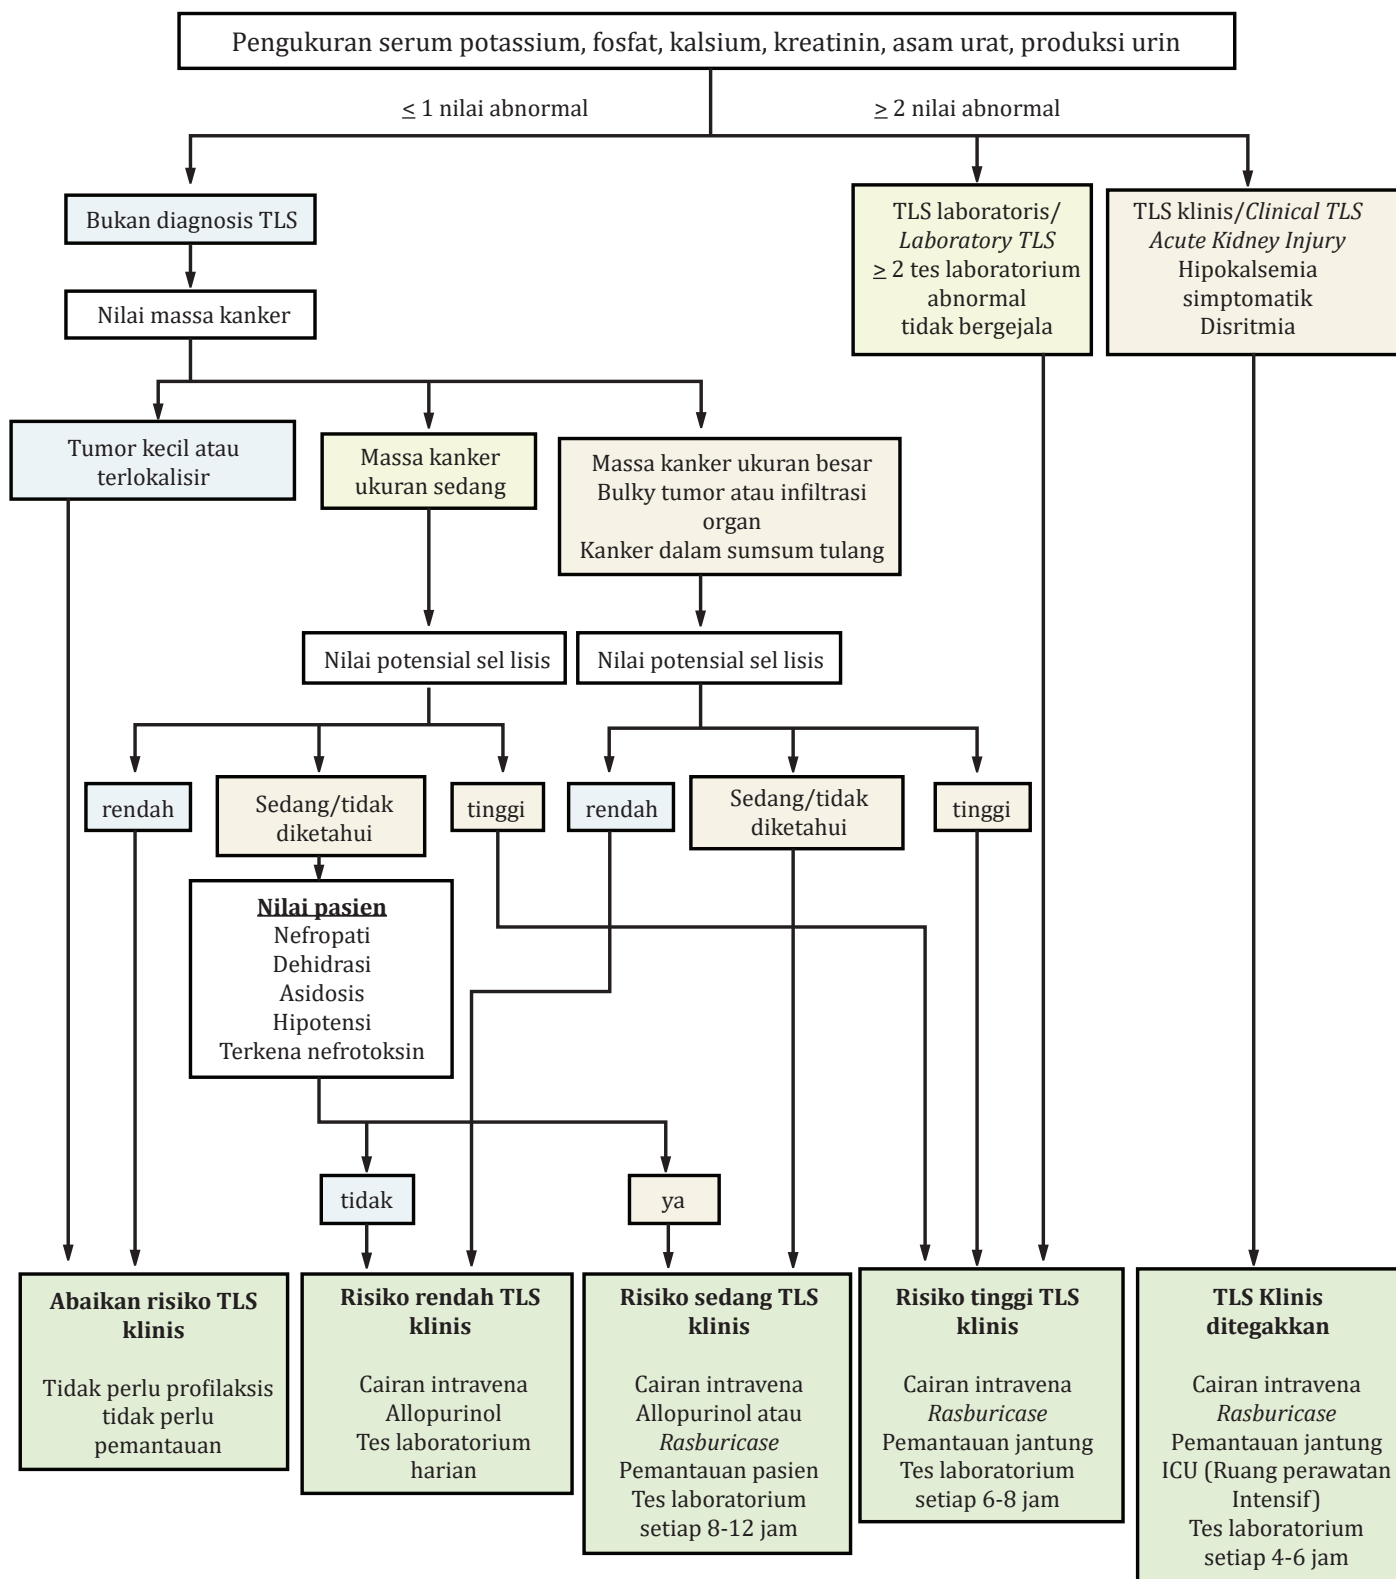 Pengukuran serum potassium, fosfat, kalsium, kreatinin, asam urat, produksi urin
≤ 1 nilai abnormal
≥ 2 nilai abnormal
Bukan diagnosis TLS
TLS laboratoris/
Laboratory TLS
≥ 2 tes laboratorium
abnormal
tidak bergejala
TLS klinis/Clinical TLS
Acute Kidney Injury
Hipokalsemia
simptomatik
Disritmia
Nilai massa kanker
Tumor kecil atau
terlokalisir
Massa kanker
ukuran sedang
Massa kanker ukuran besar
Bulky tumor atau infiltrasi
organ
Kanker dalam sumsum tulang
Nilai potensial sel lisis
Nilai potensial sel lisis
rendah
Sedang/tidak
diketahui
tinggi
rendah
Sedang/tidak
diketahui
tinggi
Nilai pasien
Nefropati
Dehidrasi
Asidosis
Hipotensi
Terkena nefrotoksin
tidak
ya
Abaikan risiko TLS
klinis
Tidak perlu profilaksis
tidak perlu
pemantauan
Risiko rendah TLS
klinis
Cairan intravena
Allopurinol
Tes laboratorium
harian
Risiko sedang TLS
klinis
Cairan intravena
Allopurinol atau
Rasburicase
Pemantauan pasien
Tes laboratorium
setiap 8-12 jam
Risiko tinggi TLS
klinis
Cairan intravena
Rasburicase
Pemantauan jantung
Tes laboratorium
setiap 6-8 jam
TLS Klinis
ditegakkan
Cairan intravena
Rasburicase
Pemantauan jantung
ICU (Ruang perawatan
Intensif)
Tes laboratorium
setiap 4-6 jam